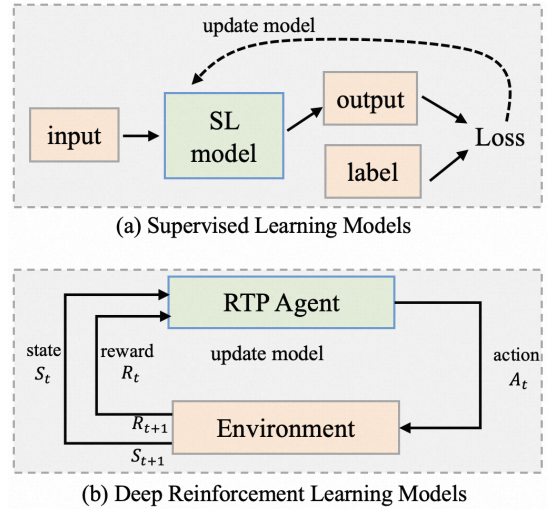 update model
input
SL
model
output
label
Loss
(a) Supervised Learning Models
RTP Agent
state
S_t
reward
R_t
update model
action
A_t
R_{t+1}
S_{t+1}
Environment
(b) Deep Reinforcement Learning Models